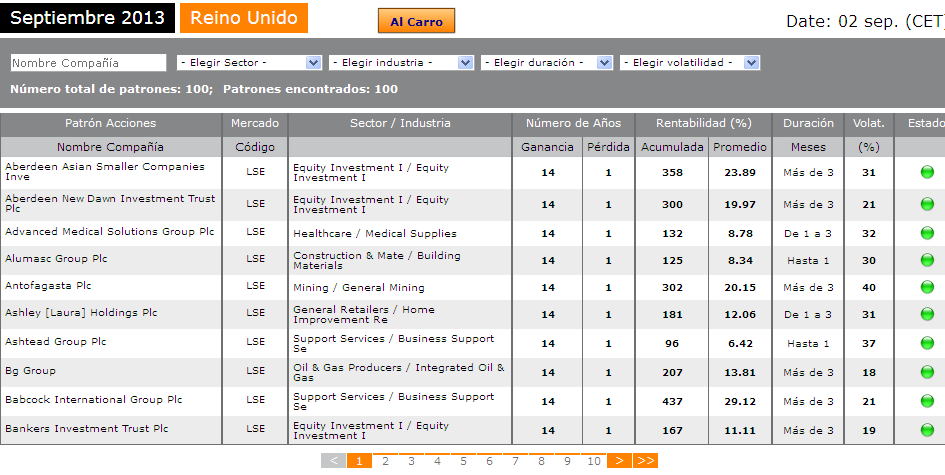 Septiembre 2013 Reino Unido Al Carro Date: 02 sep. (CET
Nombre Compañía - Elegir Sector - - Elegir industria - - Elegir duración - - Elegir volatilidad -
Número total de patrones: 100; Patrones encontrados: 100
Patrón Acciones Mercado Sector / Industria Número de Años Rentabilidad (%) Duración Volat. Estado
Nombre Compañía Código Ganancia Pérdida Acumulada Promedio Meses (%)
Aberdeen Asian Smaller Companies
Inve LSE Equity Investment I / Equity
Investment I 14 1 358 23.89 Más de 3 31
Aberdeen New Dawn Investment Trust
Plc LSE Equity Investment I / Equity
Investment I 14 1 300 19.97 Más de 3 21
Advanced Medical Solutions Group Plc LSE Healthcare / Medical Supplies 14 1 132 8.78 De 1 a 3 32
Alumasc Group Plc LSE Construction & Mate / Building
Materials 14 1 125 8.34 Hasta 1 30
Antofagasta Plc LSE Mining / General Mining 14 1 302 20.15 Más de 3 40
Ashley [Laura] Holdings Plc LSE General Retailers / Home
Improvement Re 14 1 181 12.06 De 1 a 3 31
Ashtead Group Plc LSE Support Services / Business Support
Se 14 1 96 6.42 Hasta 1 37
Bg Group LSE Oil & Gas Producers / Integrated Oil &
Gas 14 1 207 13.81 Más de 3 18
Babcock International Group Plc LSE Support Services / Business Support
Se 14 1 437 29.12 Más de 3 21
Bankers Investment Trust Plc LSE Equity Investment I / Equity
Investment I 14 1 167 11.11 Más de 3 19
< 1 2 3 4 5 6 7 8 9 10 > >>